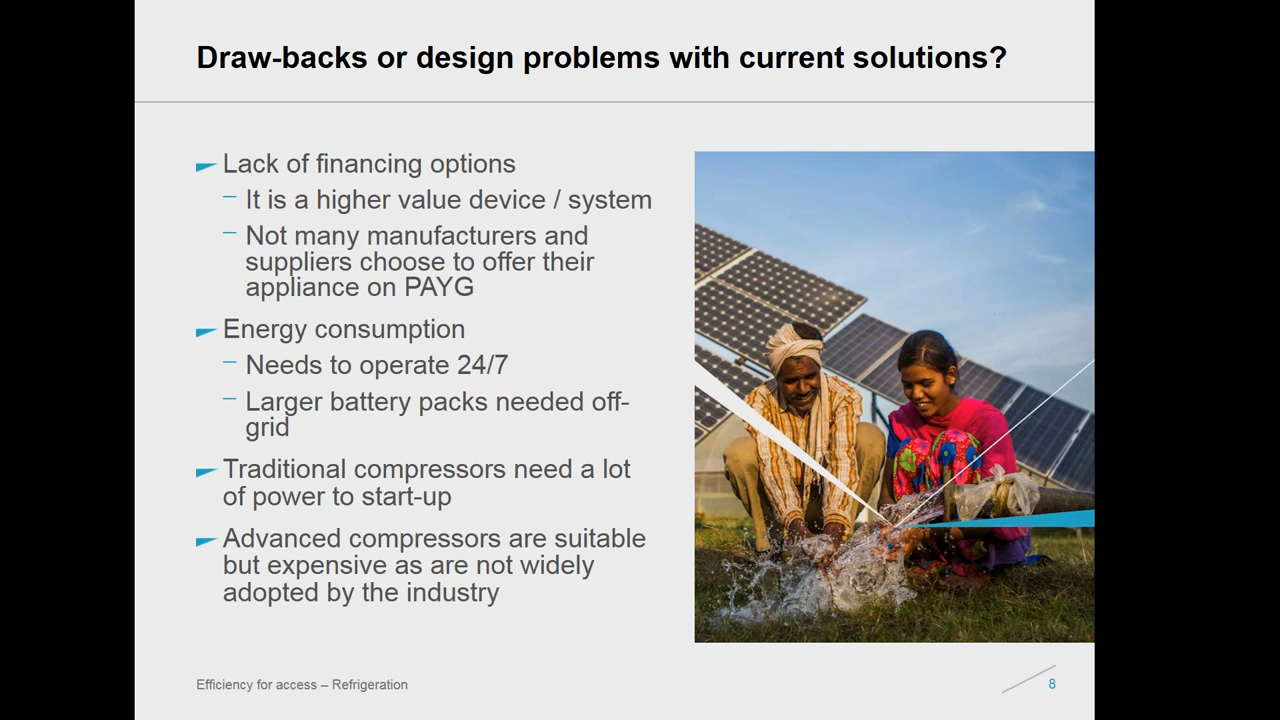 Draw-backs or design problems with current solutions?
Lack of financing options
– It is a higher value device / system
– Not many manufacturers and
suppliers choose to offer their
appliance on PAYG
Energy consumption
– Needs to operate 24/7
– Larger battery packs needed off-
grid
Traditional compressors need a lot
of power to start-up
Advanced compressors are suitable
but expensive as are not widely
adopted by the industry
Efficiency for access – Refrigeration
8